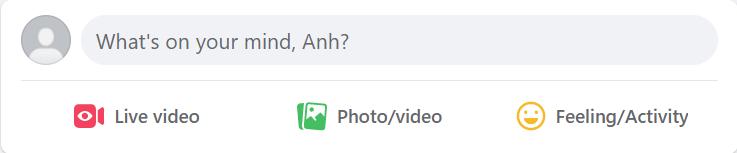 What's on your mind, Anh?
Live video Photo/video Feeling/Activity